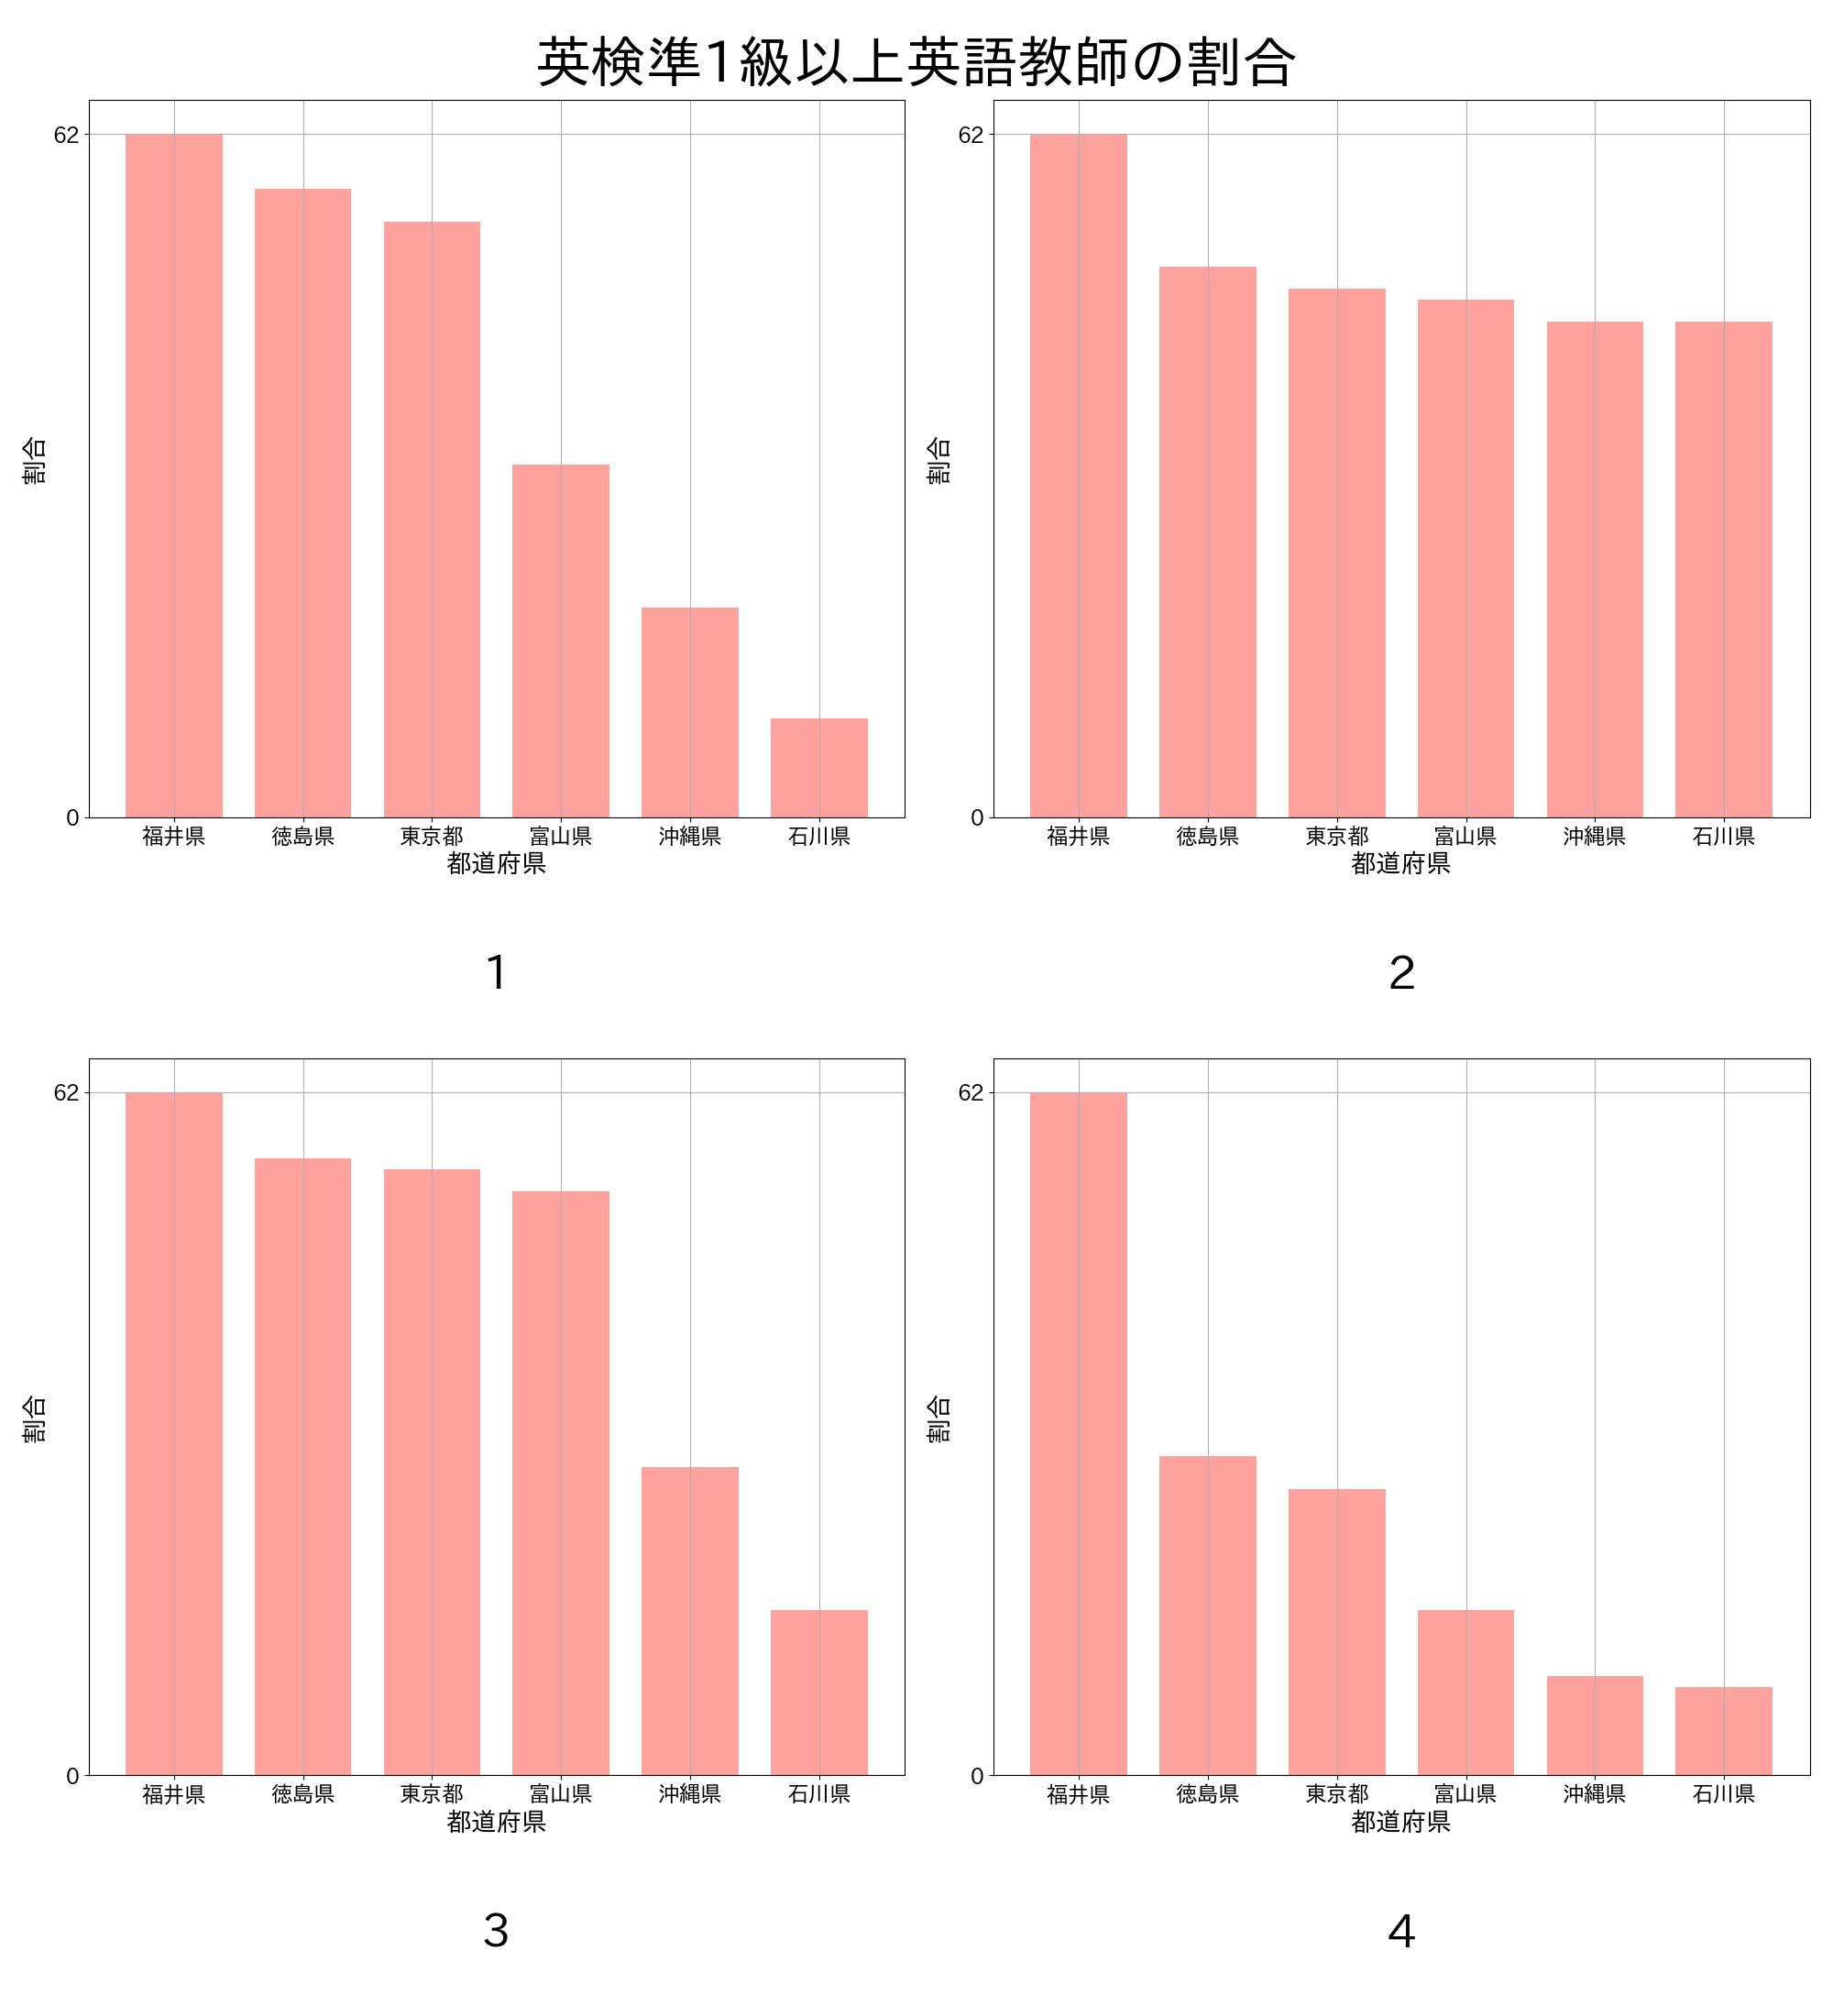 英検準1級以上英語教師の割合
62
0
割合
福井県 徳島県 東京都 富山県 沖縄県 石川県
都道府県
1
62
0
割合
福井県 徳島県 東京都 富山県 沖縄県 石川県
都道府県
2
62
0
割合
福井県 徳島県 東京都 富山県 沖縄県 石川県
都道府県
3
62
0
割合
福井県 徳島県 東京都 富山県 沖縄県 石川県
都道府県
4